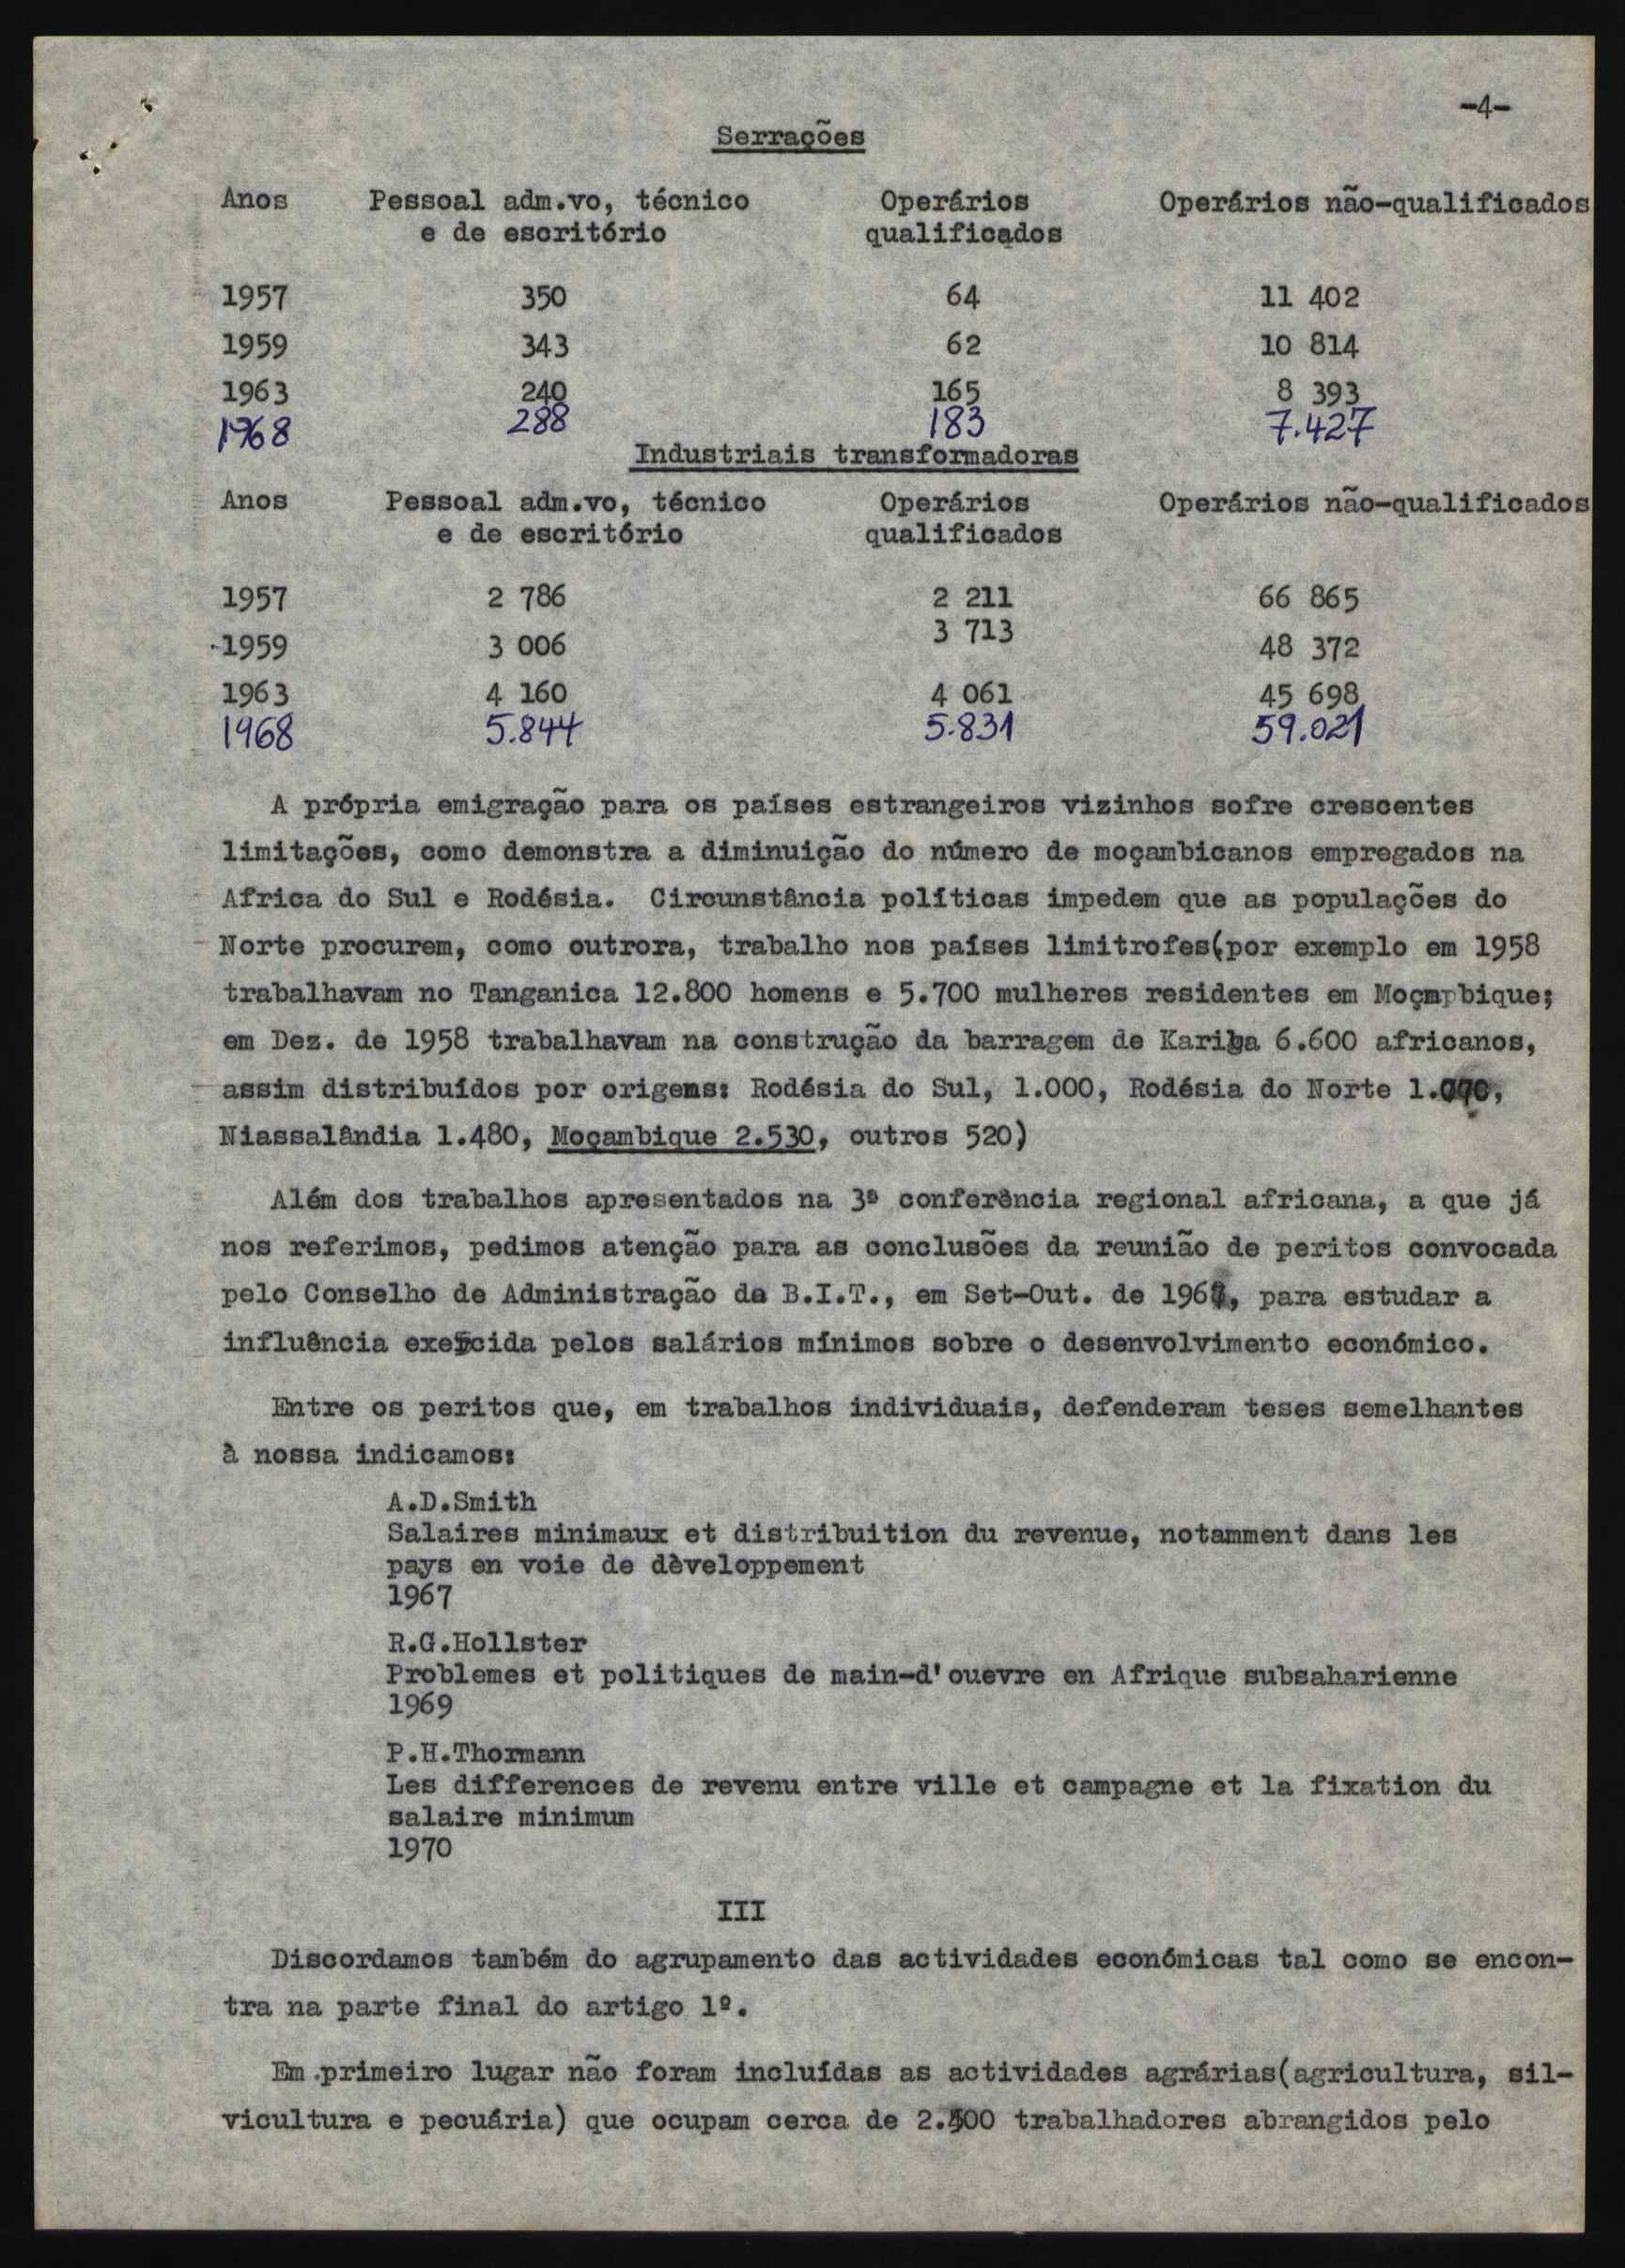 -4-
Serrações
Anos Pessoal adm.vo, técnico Operários Operários não-qualificados
e de escritório qualificados
1957 350 64 11 402
1959 343 62 10 814
1963 240 165 8 393
1968 288 183 7.427
Industriais transformadoras
Anos Pessoal adm.vo, técnico Operários Operários não-qualificados
e de escritório qualificados
1957 2 786 2 211 66 865
1959 3 006 3 713 48 372
1963 4 160 4 061 45 698
1968 5.844 5.831 59.021
A própria emigração para os países estrangeiros vizinhos sofre crescentes
limitações, como demonstra a diminuição do número de moçambicanos empregados na
Africa do Sul e Rodésia. Circunstância políticas impedem que as populações do
Norte procurem, como outrora, trabalho nos países limitrofes(por exemplo em 1958
trabalhavam no Tanganica 12.800 homens e 5.700 mulheres residentes em Moçmpbique;
em Dez. de 1958 trabalhavam na construção da barragem de Kariba 6.600 africanos,
assim distribuídos por origens: Rodésia do Sul, 1.000, Rodésia do Norte
Niassalândia 1.480, Moçambique 2.530, outros 520)
Além dos trabalhos apresentados na 3ª conferência regional africana, a que já
nos referimos, pedimos atenção para as conclusões da reunião de peritos convocada
pelo Conselho de Administração da B.I.T., em Set-Out. de para estudar a
influência exercida pelos salários mínimos sobre o desenvolvimento económico.
Entre os peritos que, em trabalhos individuais, defenderam teses semelhantes
à nossa indicamos:
A.D.Smith
Salaires minimaux et distribuition du revenue, notamment dans les
pays en voie de dèveloppement
1967
R.G.Hollster
Problemes et politiques de main-d'ouevre en Afrique subsaharienne
1969
P.H.Thormann
Les differences de revenu entre ville et campagne et la fixation du
salaire minimum
1970
III
Discordamos também do agrupamento das actividades económicas tal como se encon-
tra na parte final do artigo 1º.
Em primeiro lugar não foram incluídas as actividades agrárias(agricultura, sil-
vicultura e pecuária) que ocupam cerca de trabalhadores abrangidos pelo